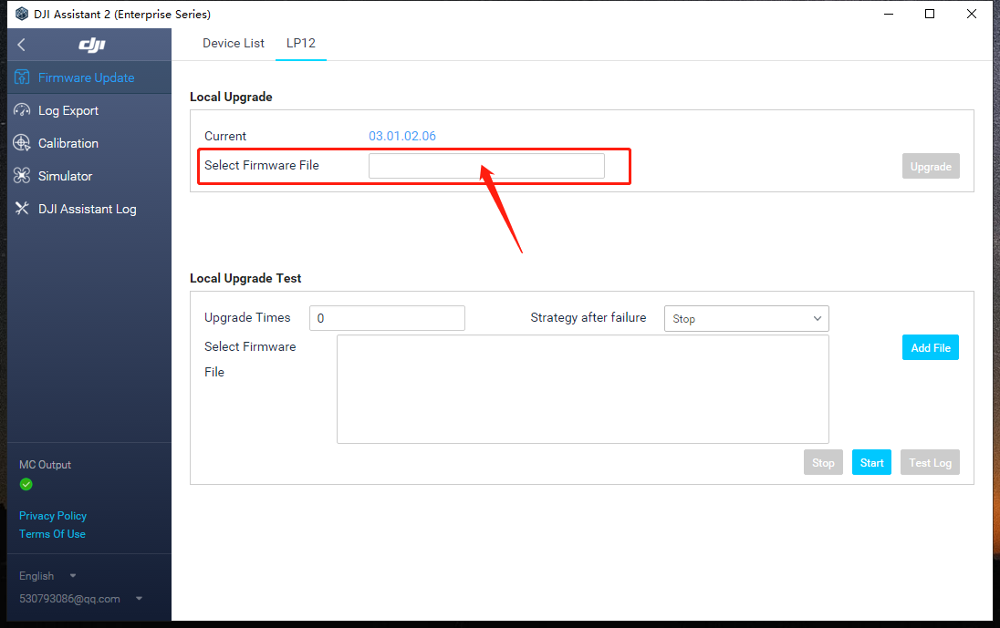 DJI Assistant 2 (Enterprise Series)
dji
Device List LP12
Firmware Update
Log Export
Calibration
Simulator
DJI Assistant Log
Local Upgrade
Current 03.01.02.06
Select Firmware File
Upgrade
Local Upgrade Test
Upgrade Times 0 Strategy after failure Stop
Select Firmware
File
Add File
Stop Start Test Log
MC Output
Privacy Policy
Terms Of Use
English
530793086@qq.com